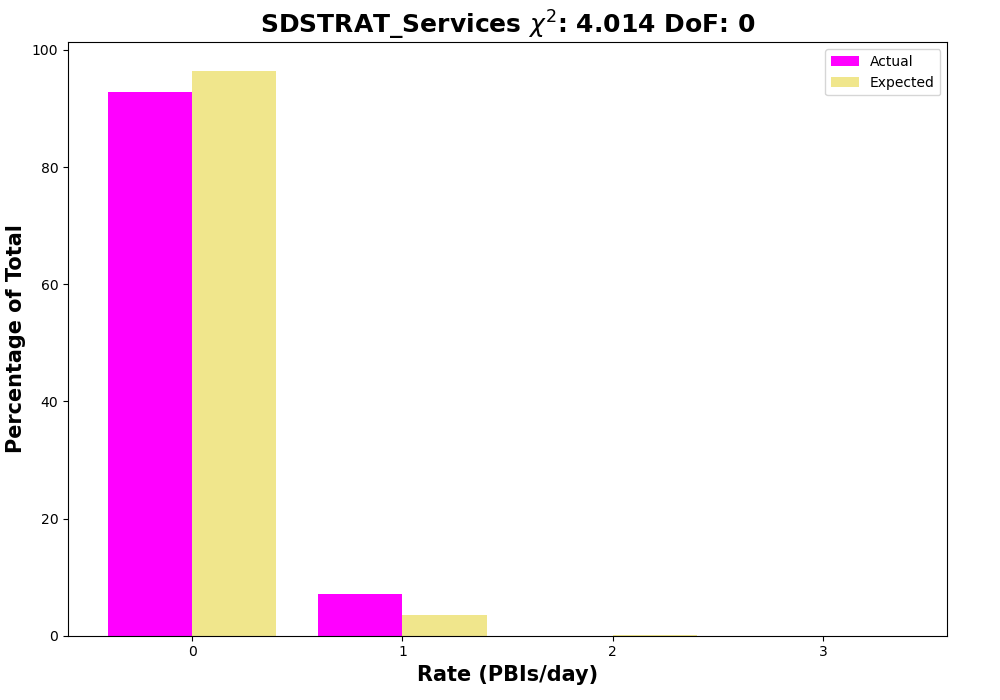 SDSTRAT_Services χ²: 4.014 DoF: 0
Actual
Expected
100
80
60
40
20
0
Percentage of Total
0 1 2 3
Rate (PBIs/day)